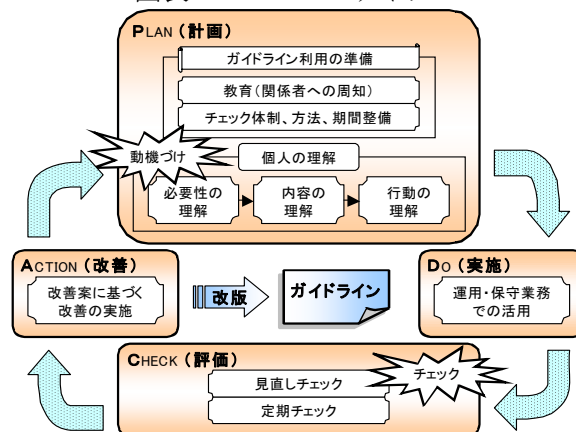 PLAN (計画)
ガイドライン利用の準備
教育(関係者への周知)
チェック体制、方法、期間整備
動機づけ
個人の理解
必要性の
理解
内容の
理解
行動の
理解
ACTION (改善)
改善案に基づく
改善の実施
改版
ガイドライン
DO (実施)
運用・保守業務
での活用
CHECK (評価)
チェック
見直しチェック
定期チェック